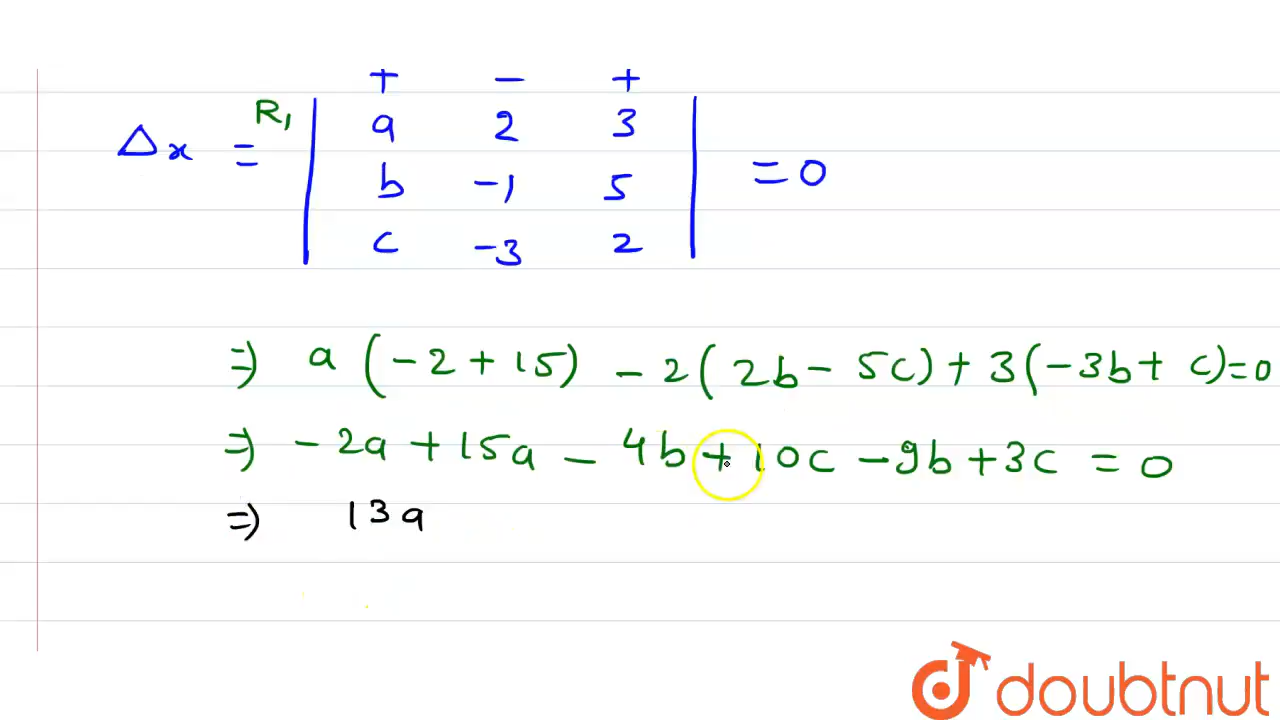 + - +
R₁
a 2 3
Δx = b -1 5 = 0
c -3 2
⇒ a (-2 + 15) - 2 (2b - 5c) + 3 (-3b + c) = 0
⇒ -2a + 15a - 4b + 10c - 9b + 3c = 0
⇒ 13a
doubtnut